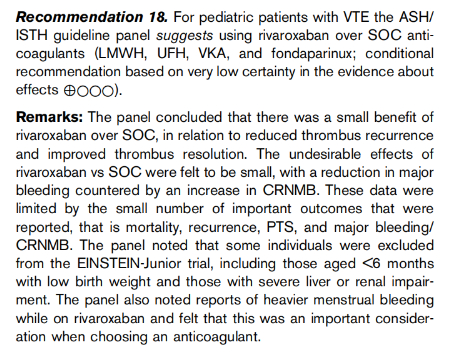 Recommendation 18. For pediatric patients with VTE the ASH/
ISTH guideline panel suggests using rivaroxaban over SOC anti-
coagulants (LMWH, UFH, VKA, and fondaparinux; conditional
recommendation based on very low certainty in the evidence about
effects ⊕○○○).
Remarks: The panel concluded that there was a small benefit of
rivaroxaban over SOC, in relation to reduced thrombus recurrence
and improved thrombus resolution. The undesirable effects of
rivaroxaban vs SOC were felt to be small, with a reduction in major
bleeding countered by an increase in CRNMB. These data were
limited by the small number of important outcomes that were
reported, that is mortality, recurrence, PTS, and major bleeding/
CRNMB. The panel noted that some individuals were excluded
from the EINSTEIN-Junior trial, including those aged <6 months
with low birth weight and those with severe liver or renal impair-
ment. The panel also noted reports of heavier menstrual bleeding
while on rivaroxaban and felt that this was an important consider-
ation when choosing an anticoagulant.